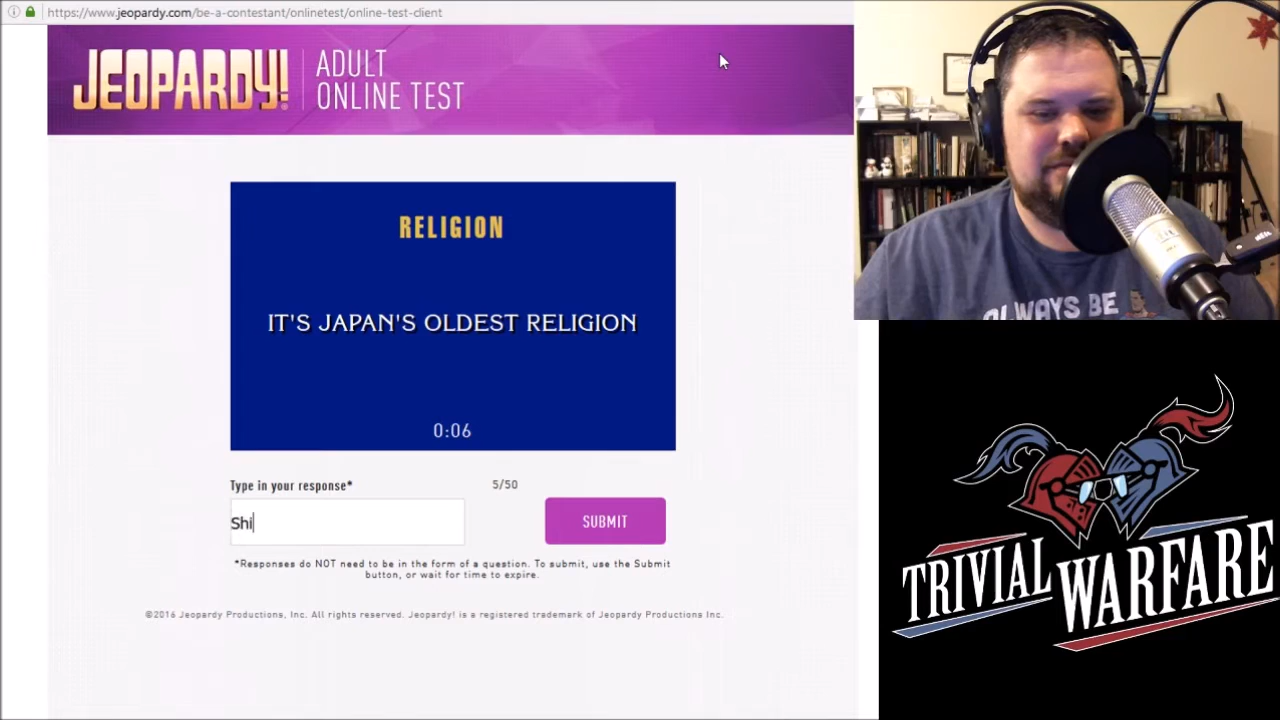 https://www.jeopardy.com/be-a-contestant/onlinetest/online-test-client
JEOPARDY!
ADULT
ONLINE TEST
RELIGION
IT'S JAPAN'S OLDEST RELIGION
0:06
Type in your response*
5/50
Shi
SUBMIT
*Responses do NOT need to be in the form of a question. To submit, use the Submit
button, or wait for time to expire.
©2016 Jeopardy Productions, Inc. All rights reserved. Jeopardy! is a registered trademark of Jeopardy Productions Inc.
ALWAYS BE
TRIVIAL
WARFARE